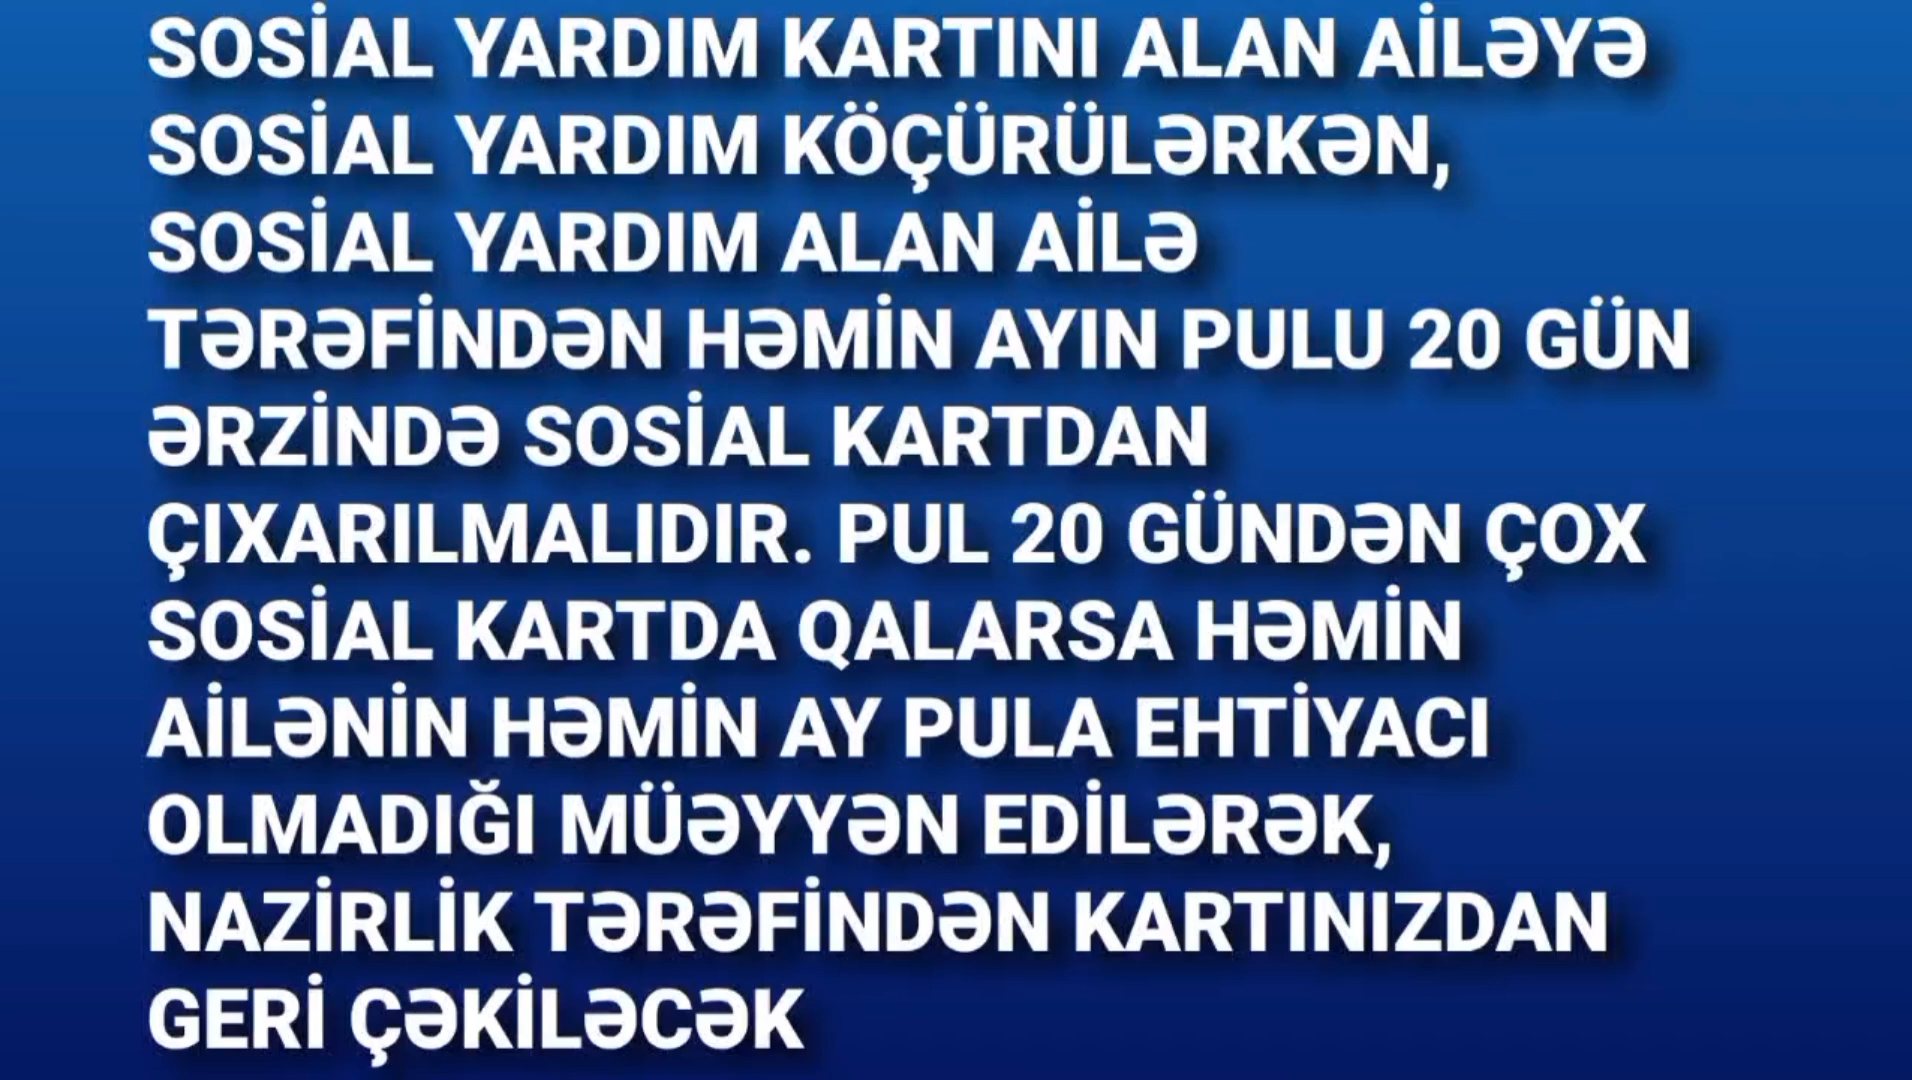 SOSİAL YARDIM KARTINI ALAN AİLƏYƏ
SOSİAL YARDIM KÖÇÜRÜLƏRKƏN,
SOSİAL YARDIM ALAN AİLƏ
TƏRƏFİNDƏN HƏMİN AYIN PULU 20 GÜN
ƏRZİNDƏ SOSİAL KARTDAN
ÇIXARILMALIDIR. PUL 20 GÜNDƏN ÇOX
SOSİAL KARTDA QALARSA HƏMİN
AİLƏNİN HƏMİN AY PULA EHTİYACI
OLMADIĞI MÜƏYYƏN EDİLƏRƏK,
NAZİRLİK TƏRƏFİNDƏN KARTINIZDAN
GERİ ÇƏKİLƏCƏK